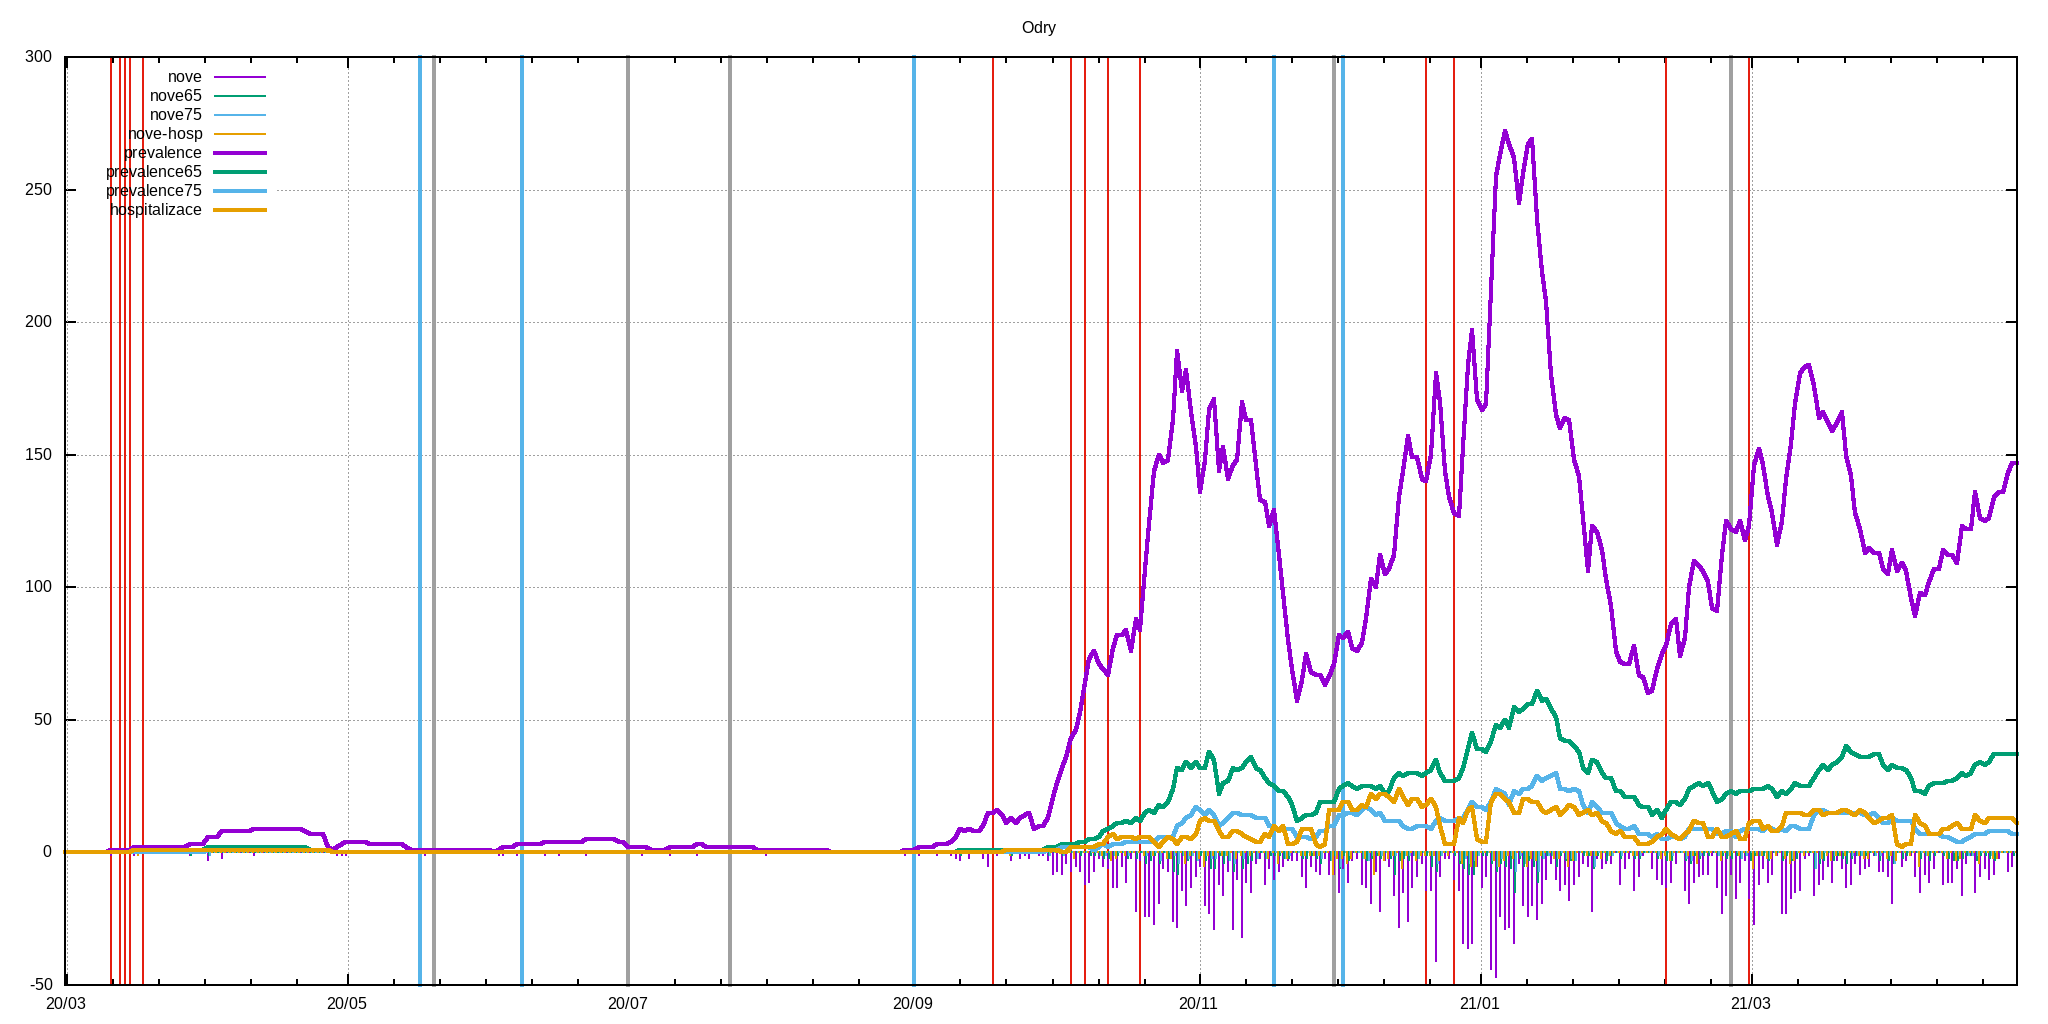 Odry
300
250
200
150
100
50
0
-50
nove
nove65
nove75
nove-hosp
prevalence
prevalence65
prevalence75
hospitalizace
20/03 20/05 20/07 20/09 20/11 21/01 21/03